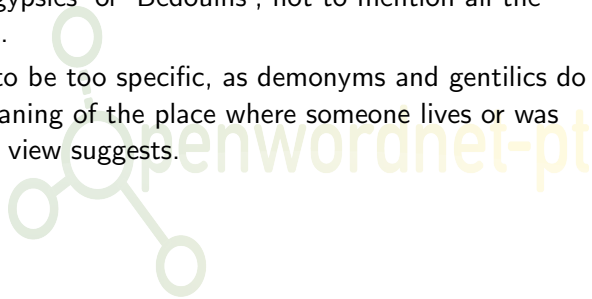 gypsies" or "Bedouins", not to mention all the
.
to be too specific, as demonyms and gentilics do
aning of the place where someone lives or was
view suggests.
openwordnet-pt